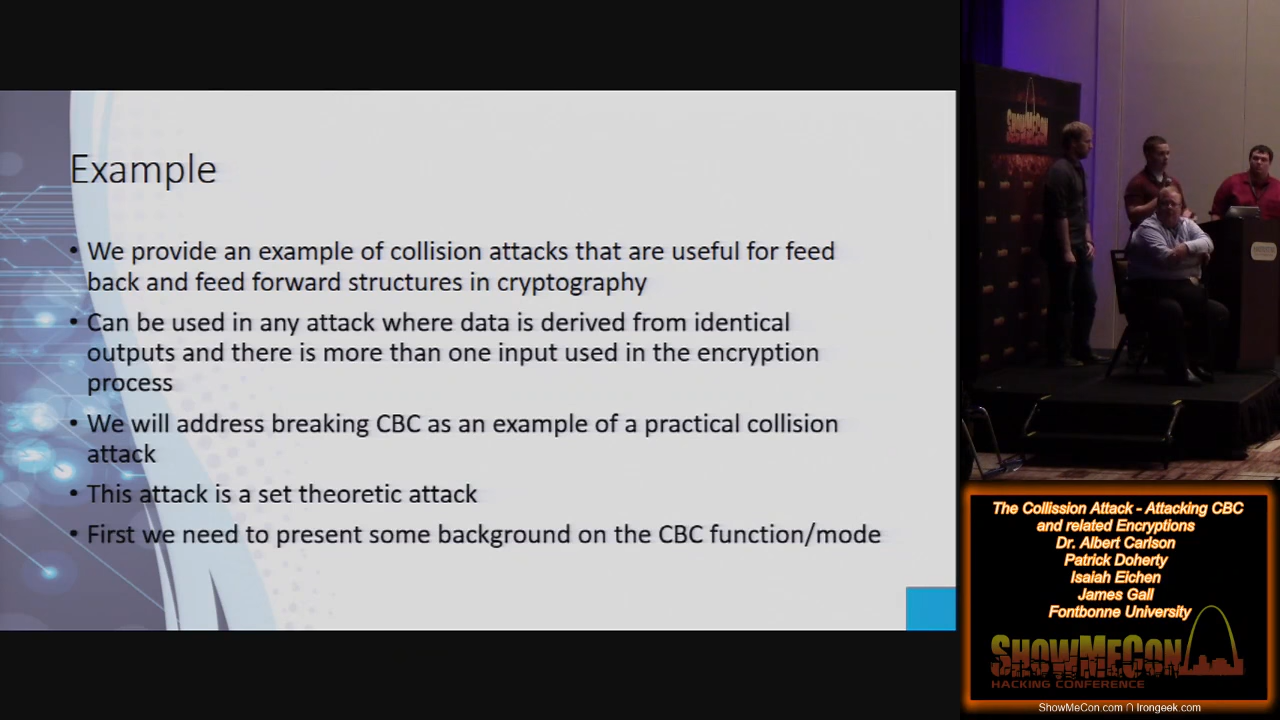 Example
• We provide an example of collision attacks that are useful for feed
back and feed forward structures in cryptography
• Can be used in any attack where data is derived from identical
outputs and there is more than one input used in the encryption
process
• We will address breaking CBC as an example of a practical collision
attack
• This attack is a set theoretic attack
• First we need to present some background on the CBC function/mode
SHOWMECON
The Collission Attack - Attacking CBC
and related Encryptions
Dr. Albert Carlson
Patrick Doherty
Isaiah Eichen
James Gall
Fontbonne University
SHOWMECON
HACKING CONFERENCE
ShowMeCon.com ∩ Irongeek.com